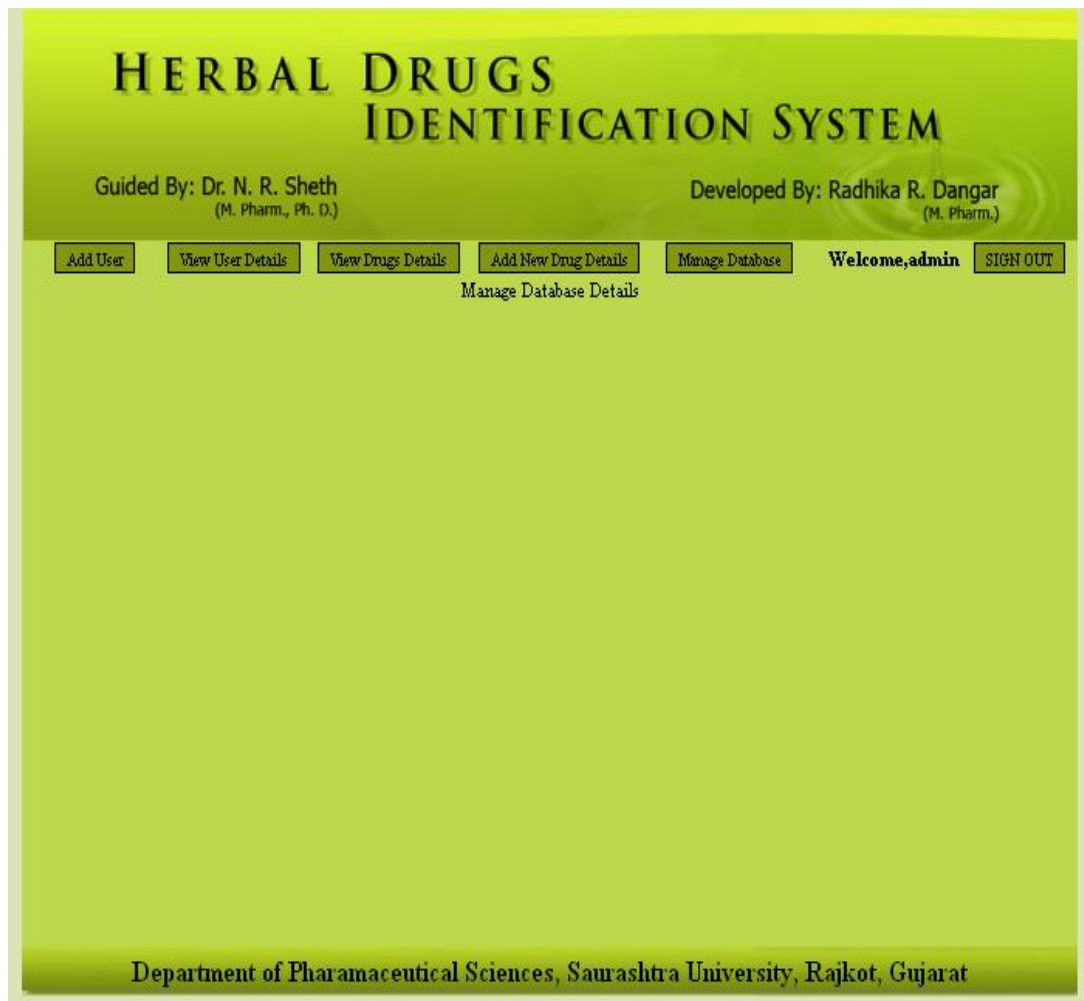 HERBAL DRUGS
IDENTIFICATION SYSTEM
Guided By: Dr. N. R. Sheth
(M. Pharm., Ph. D.)
Developed By: Radhika R. Dangar
(M. Pharm.)
Add User View User Details View Drugs Details Add New Drug Details Manage Database Welcome,admin SIGN OUT
Manage Database Details
Department of Pharamaceutical Sciences, Saurashtra University, Rajkot, Gujarat